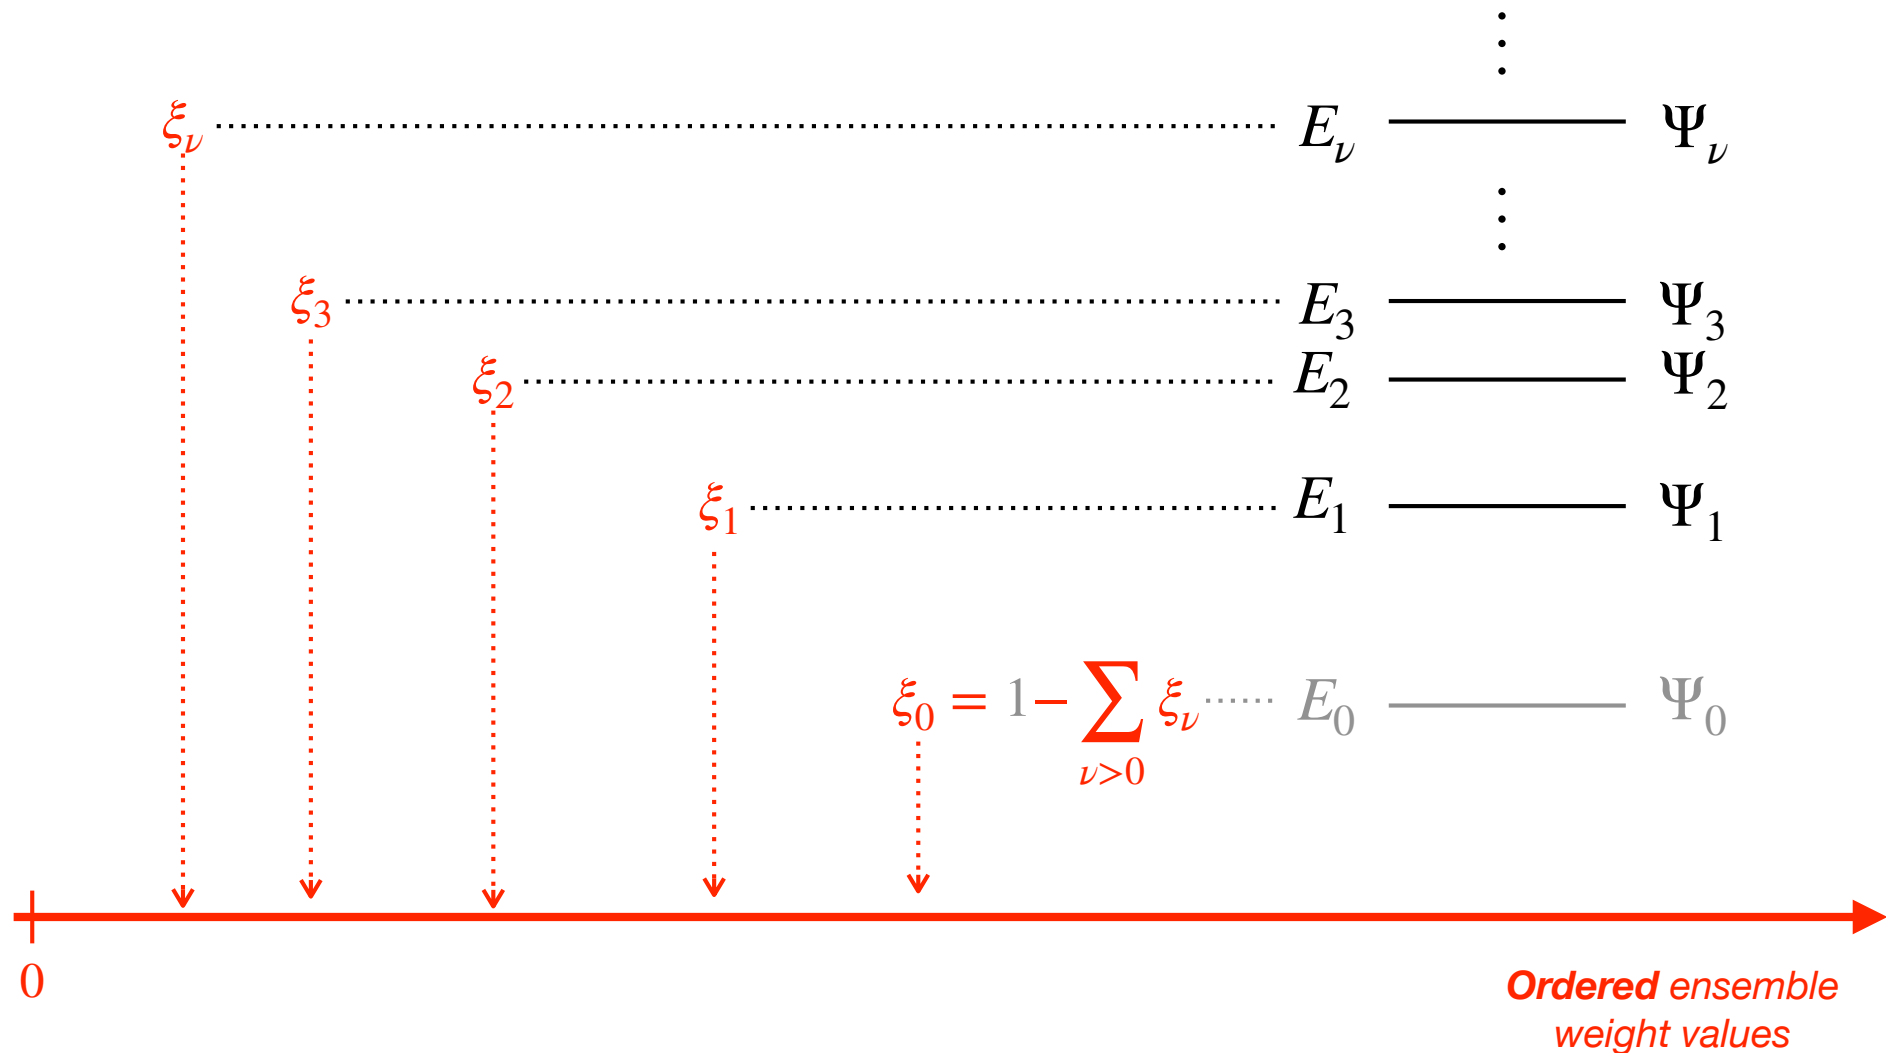 ξ_ν E_ν Ψ_ν
ξ_3 E_3 Ψ_3
ξ_2 E_2 Ψ_2
ξ_1 E_1 Ψ_1
ξ_0 = 1 − ∑_{ν>0} ξ_ν E_0 Ψ_0
0
Ordered ensemble
weight values